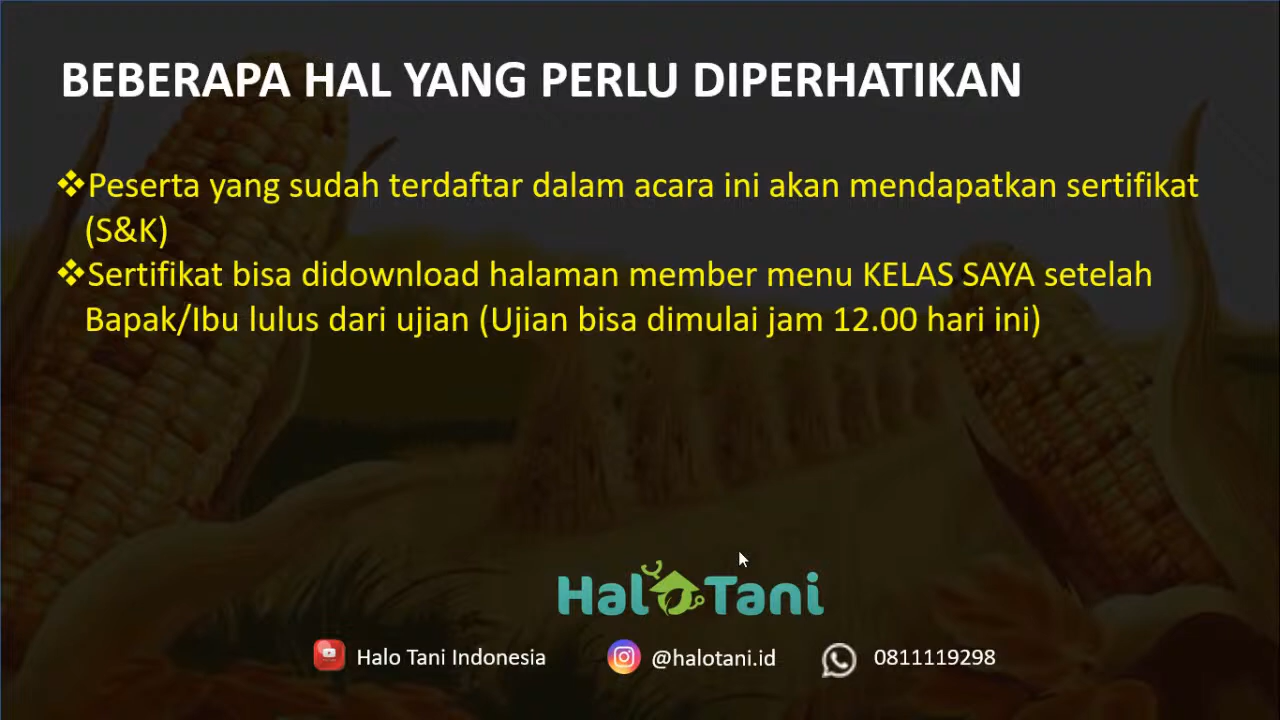 BEBERAPA HAL YANG PERLU DIPERHATIKAN
❖Peserta yang sudah terdaftar dalam acara ini akan mendapatkan sertifikat
(S&K)
❖Sertifikat bisa didownload halaman member menu KELAS SAYA setelah
Bapak/Ibu lulus dari ujian (Ujian bisa dimulai jam 12.00 hari ini)
Halo Tani
Halo Tani Indonesia @halotani.id 0811119298